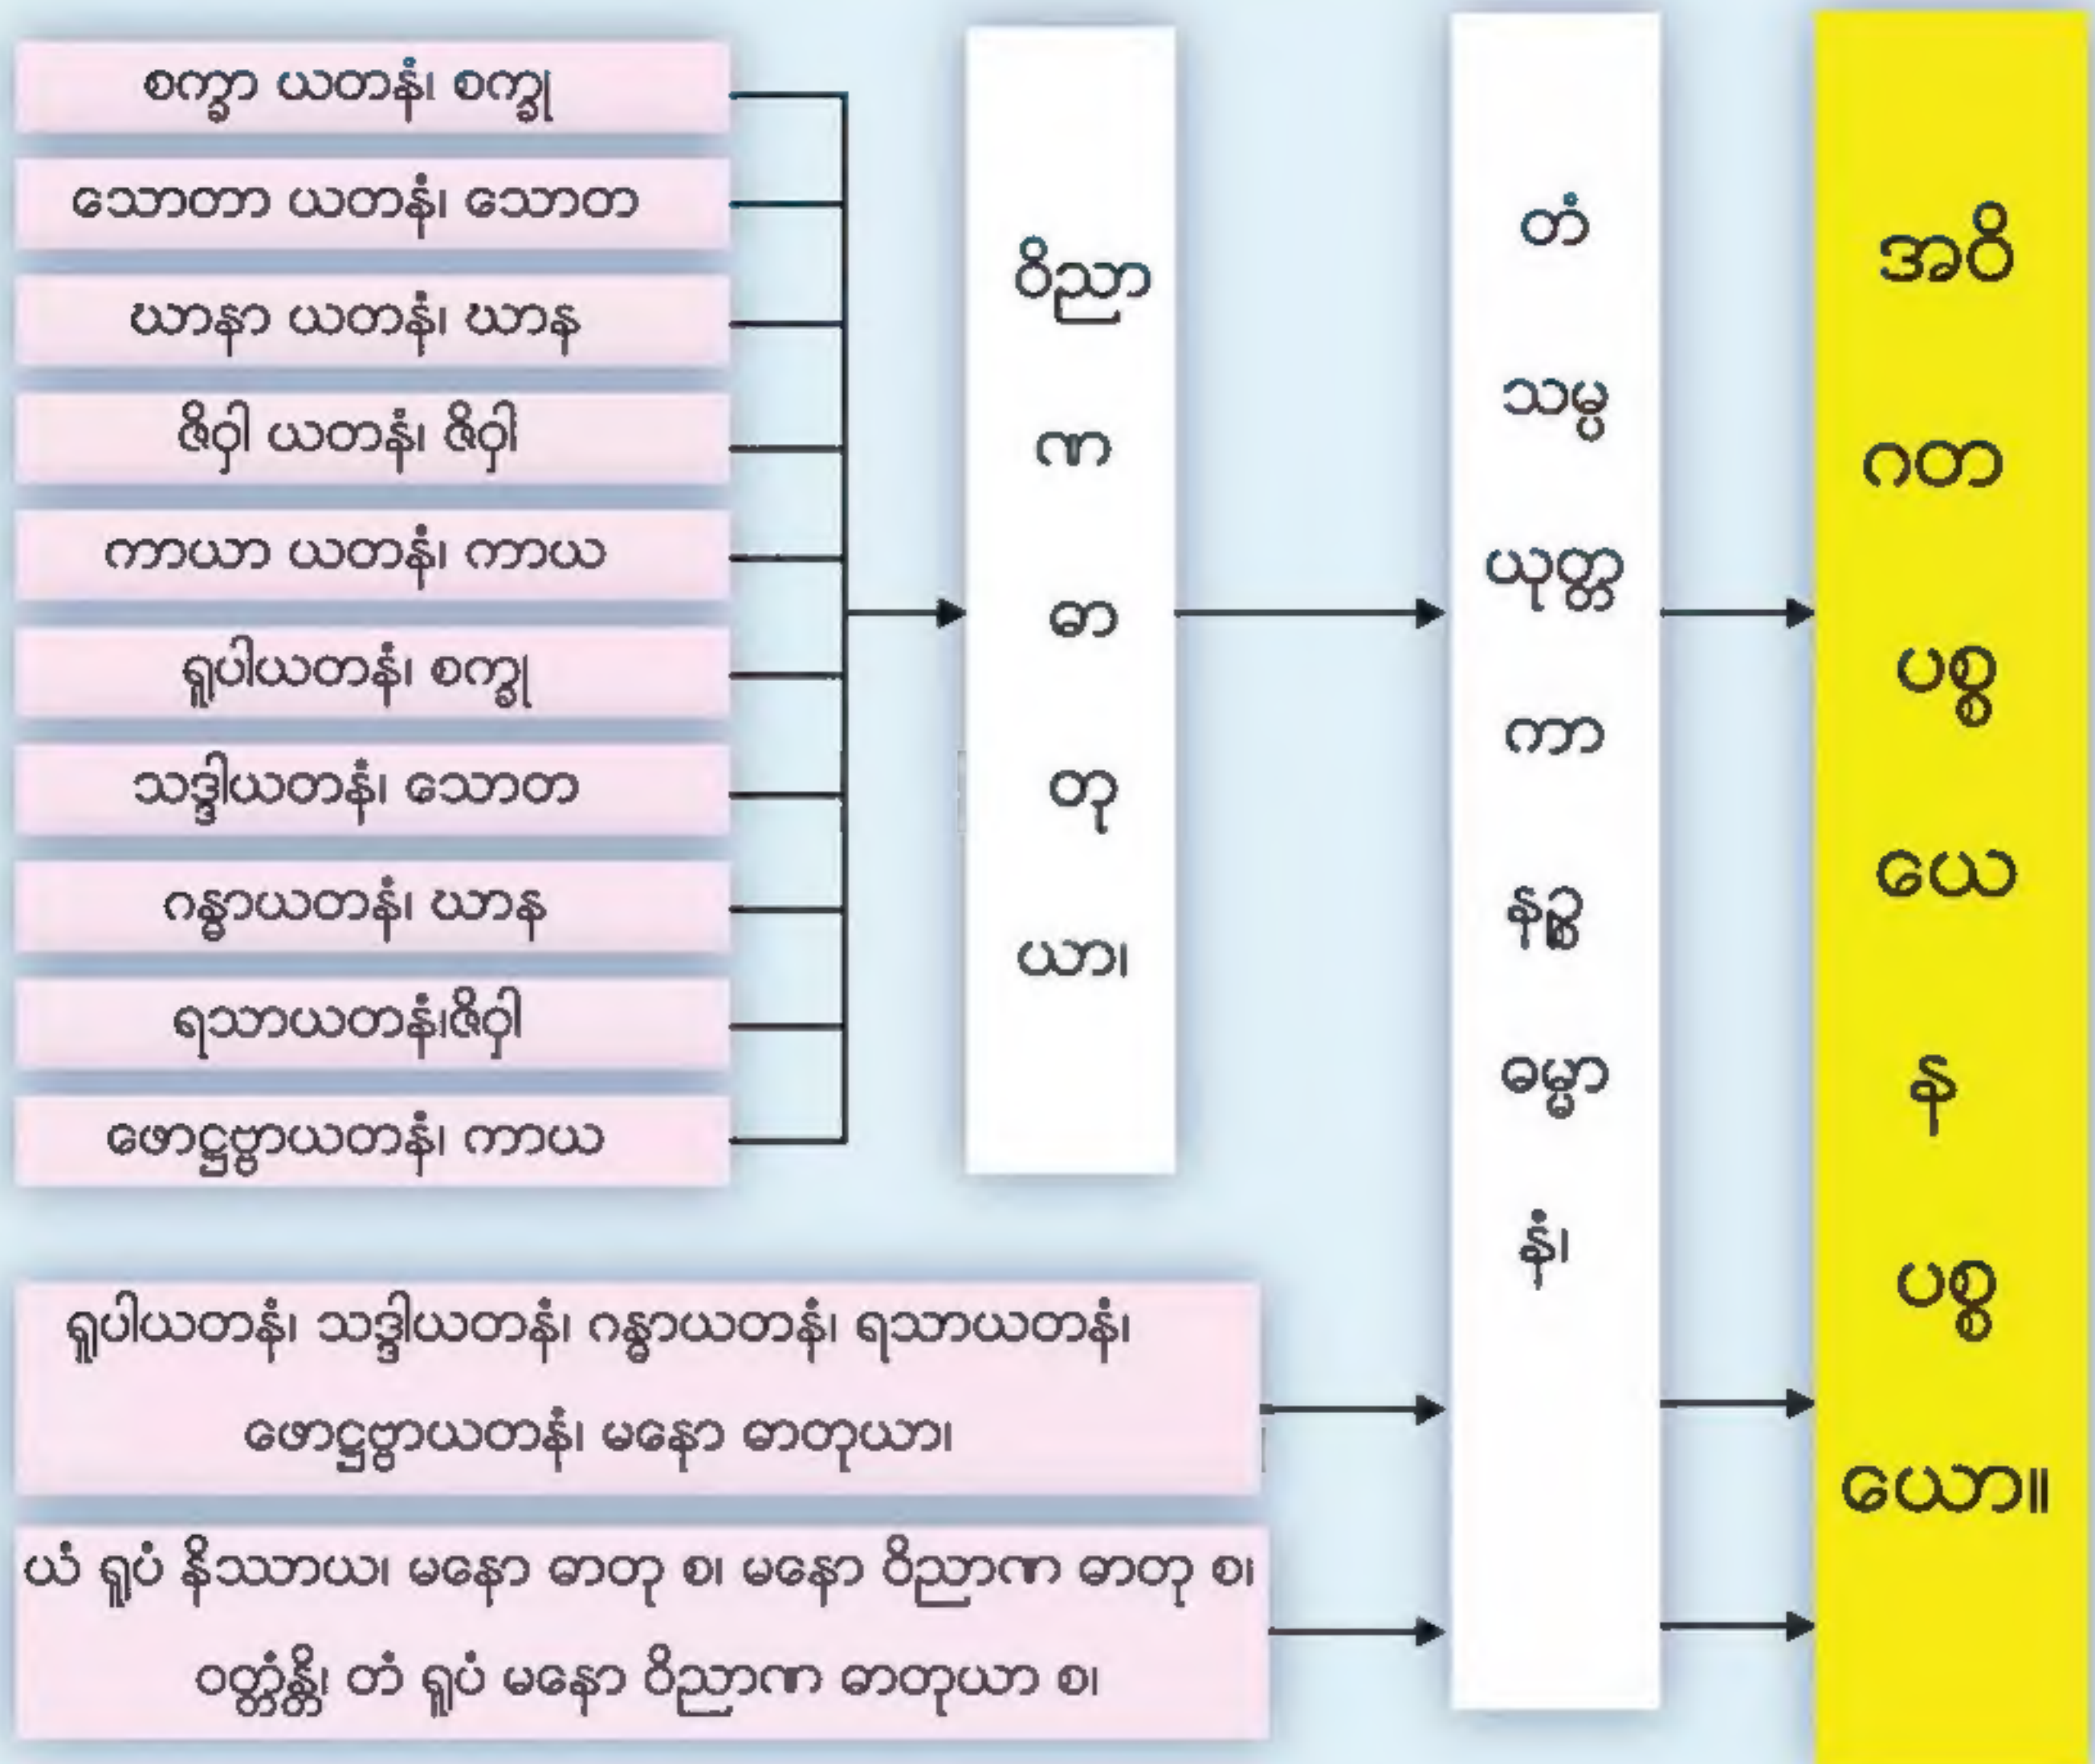 စက္ခာ ယတနံ၊ စက္ခု
သောတာ ယတနံ၊ သောတ
ဃာနာ ယတနံ၊ ဃာန
ဇိဝှါ ယတနံ၊ ဇိဝှါ
ကာယာ ယတနံ၊ ကာယ
ရူပါယတနံ၊ စက္ခု
သဒ္ဒါယတနံ၊ သောတ
ဂန္ဓာယတနံ၊ ဃာန
ရသာယတနံ၊ဇိဝှါ
ဖောဋ္ဌဗ္ဗာယတနံ၊ ကာယ
ဝိညာ
ဏ
ဓာ
တု
ယာ၊
ရူပါယတနံ၊ သဒ္ဒါယတနံ၊ ဂန္ဓာယတနံ၊ ရသာယတနံ၊
ဖောဋ္ဌဗ္ဗာယတနံ၊ မနော ဓာတုယာ၊
ယံ ရူပံ နိဿာယ၊ မနော ဓာတု စ၊ မနော ဝိညာဏ ဓာတု စ၊
ဝတ္တံန္တိ၊ တံ ရူပံ မနော ဝိညာဏ ဓာတုယာ စ၊
တံ
သမ္ပ
ယုတ္တ
ကာ
နဉ္စ
ဓမ္မာ
နံ၊
အဝိ
ဂတ
ပစ္စ
ယေ
န
ပစ္စ
ယော။